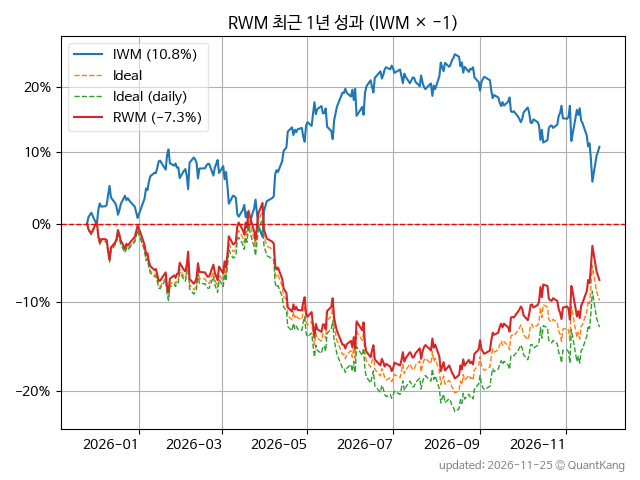 RWM 최근 1년 성과 (IWM × −1)
IWM (10.8%)
Ideal
Ideal (daily)
RWM (−7.3%)
20%
10%
0%
−10%
−20%
2026-01 2026-03 2026-05 2026-07 2026-09 2026-11
updated: 2026-11-25 © QuantKang